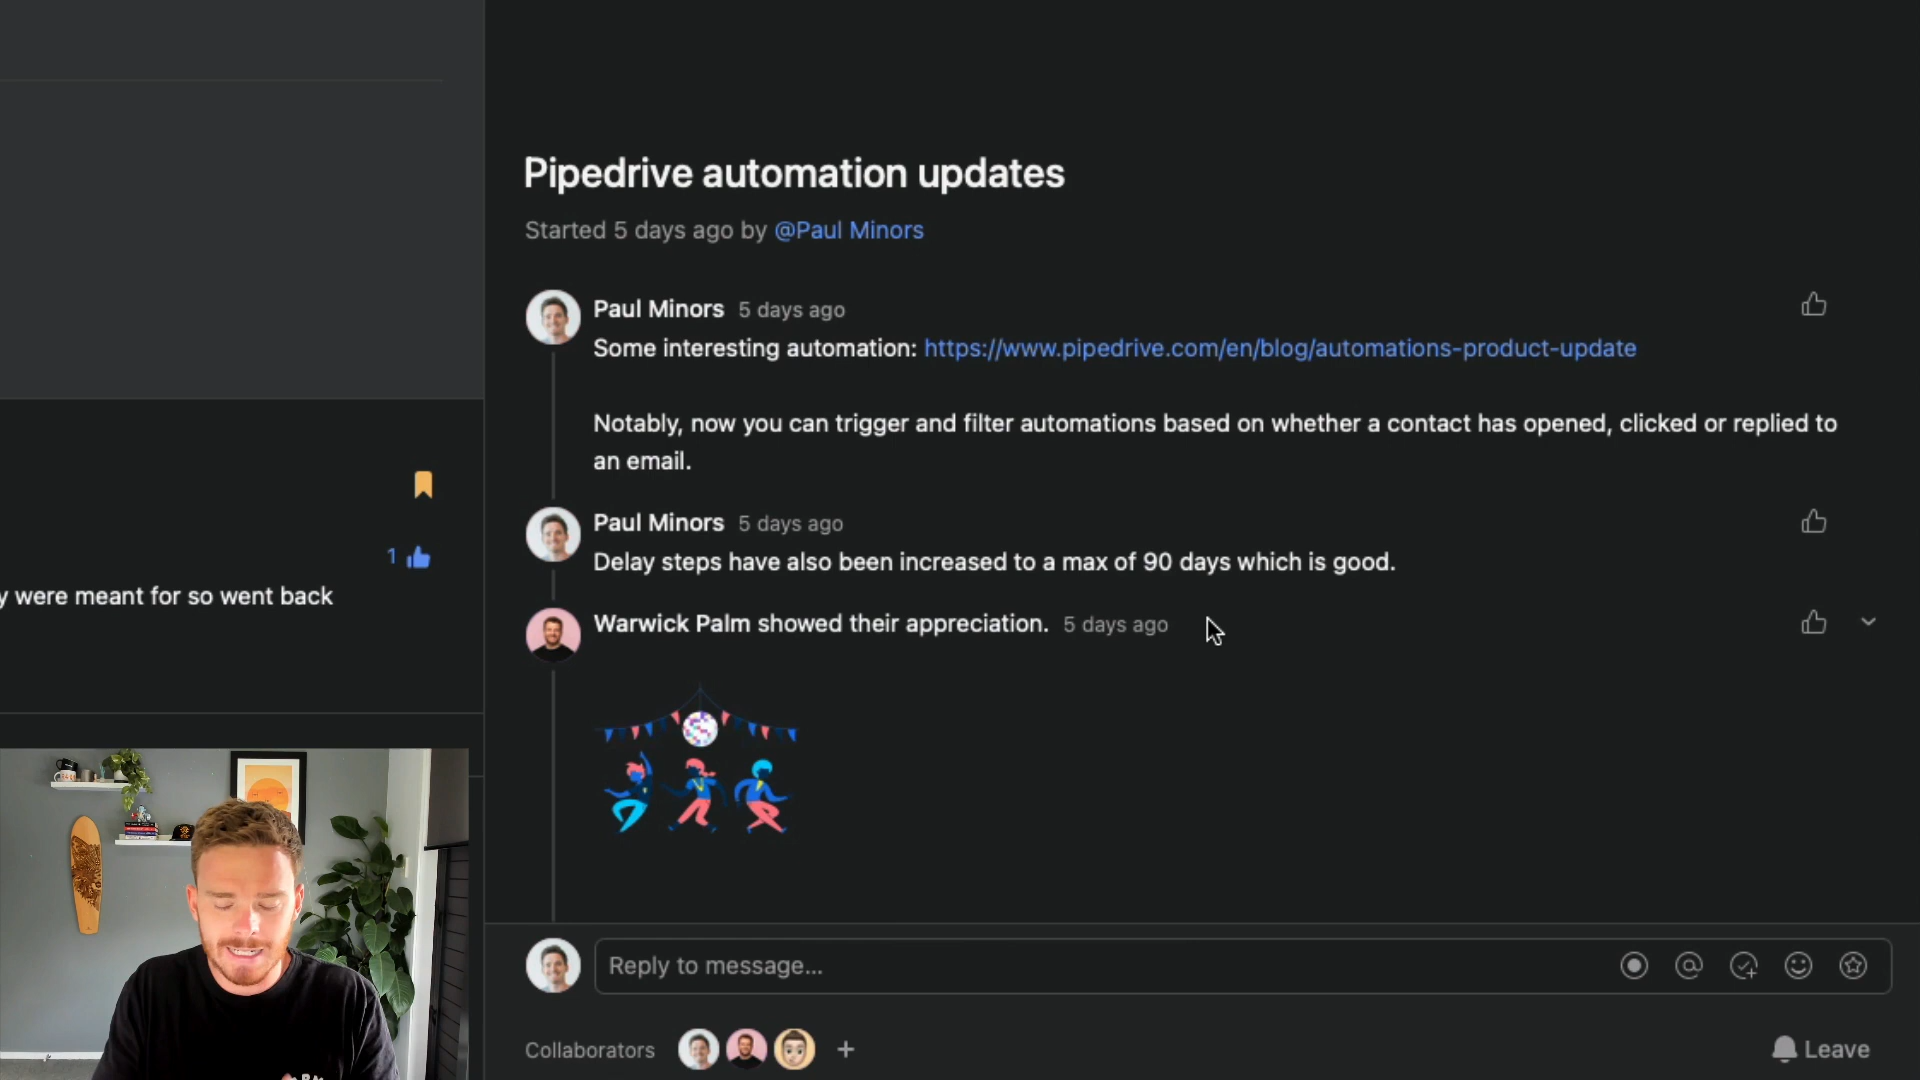 Pipedrive automation updates
Started 5 days ago by @Paul Minors
Paul Minors 5 days ago
Some interesting automation: https://www.pipedrive.com/en/blog/automations-product-update
Notably, now you can trigger and filter automations based on whether a contact has opened, clicked or replied to
an email.
Paul Minors 5 days ago
Delay steps have also been increased to a max of 90 days which is good.
Warwick Palm showed their appreciation. 5 days ago
1
y were meant for so went back
Reply to message...
Collaborators
Leave